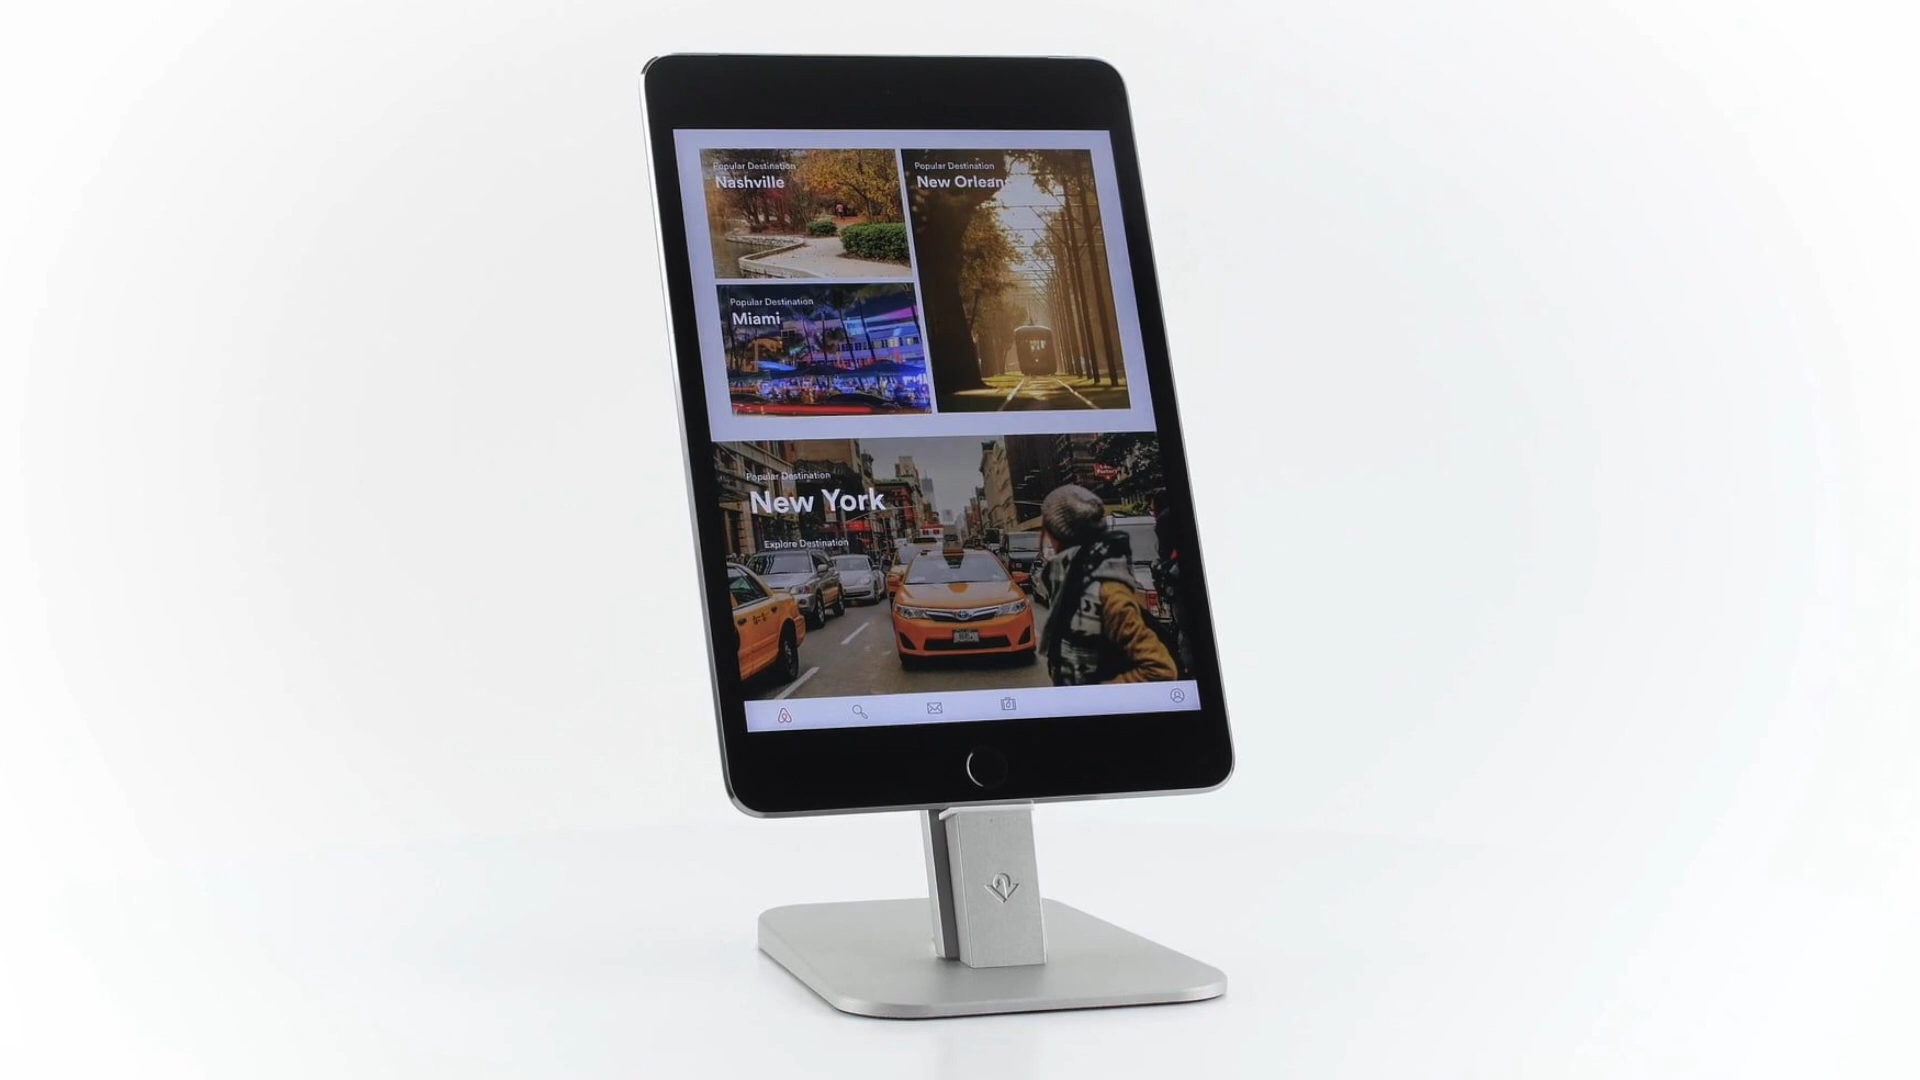 Popular Destination
Nashville
Popular Destination
New Orleans
Popular Destination
Miami
Popular Destination
New York
Explore Destination